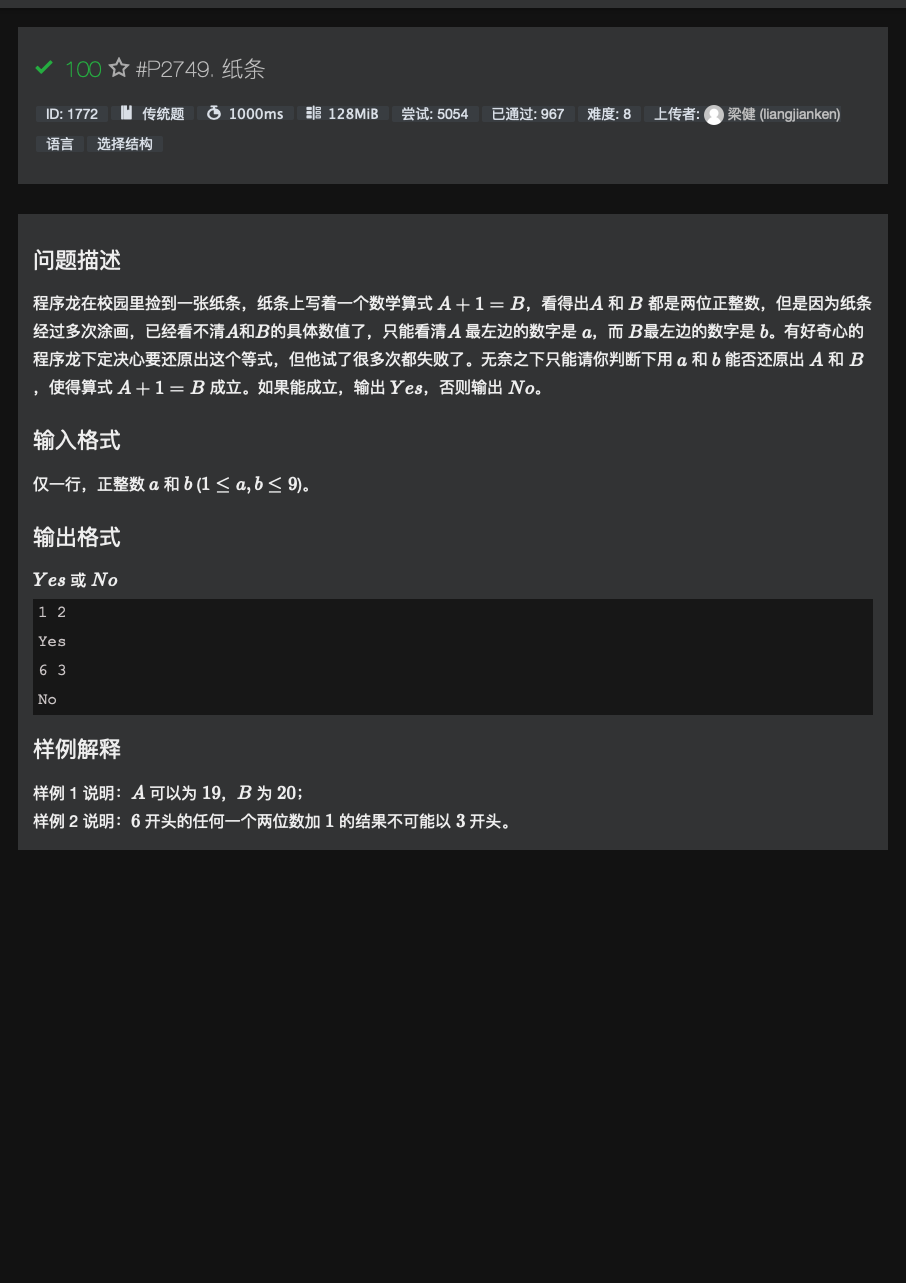 100 #P2749. 纸条
ID: 1772 传统题 1000ms 128MiB 尝试: 5054 已通过: 967 难度: 8 上传者: 梁健 (liangjianken)
语言 选择结构
问题描述
程序龙在校园里捡到一张纸条，纸条上写着一个数学算式 A + 1 = B，看得出A 和 B 都是两位正整数，但是因为纸条
经过多次涂画，已经看不清A和B的具体数值了，只能看清A 最左边的数字是 a，而 B最左边的数字是 b。有好奇心的
程序龙下定决心要还原出这个等式，但他试了很多次都失败了。无奈之下只能请你判断下用 a 和 b 能否还原出 A 和 B
，使得算式 A + 1 = B 成立。如果能成立，输出 Yes，否则输出 No。
输入格式
仅一行，正整数 a 和 b (1 ≤ a, b ≤ 9)。
输出格式
Yes 或 No
1 2
Yes
6 3
No
样例解释
样例 1 说明：A 可以为 19，B 为 20；
样例 2 说明：6 开头的任何一个两位数加 1 的结果不可能以 3 开头。